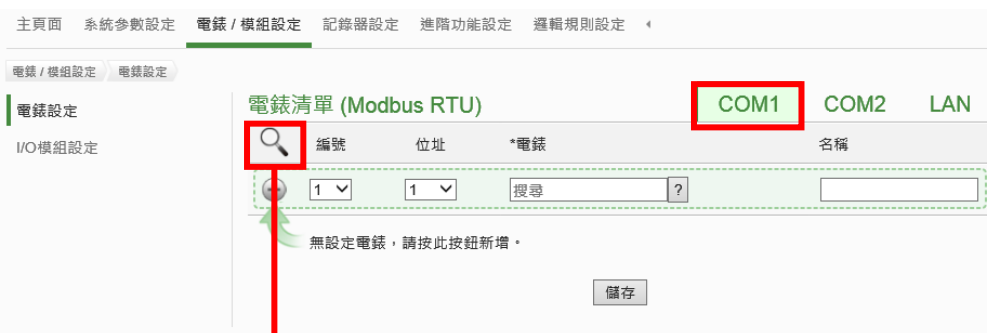 主頁面 系統參數設定 電錶 / 模組設定 記錄器設定 進階功能設定 邏輯規則設定
電錶 / 模組設定 電錶設定
電錶設定
I/O模組設定
電錶清單 (Modbus RTU) COM1 COM2 LAN
編號 位址 *電錶 名稱
1 1 搜尋 ?
無設定電錶，請按此按鈕新增。
儲存